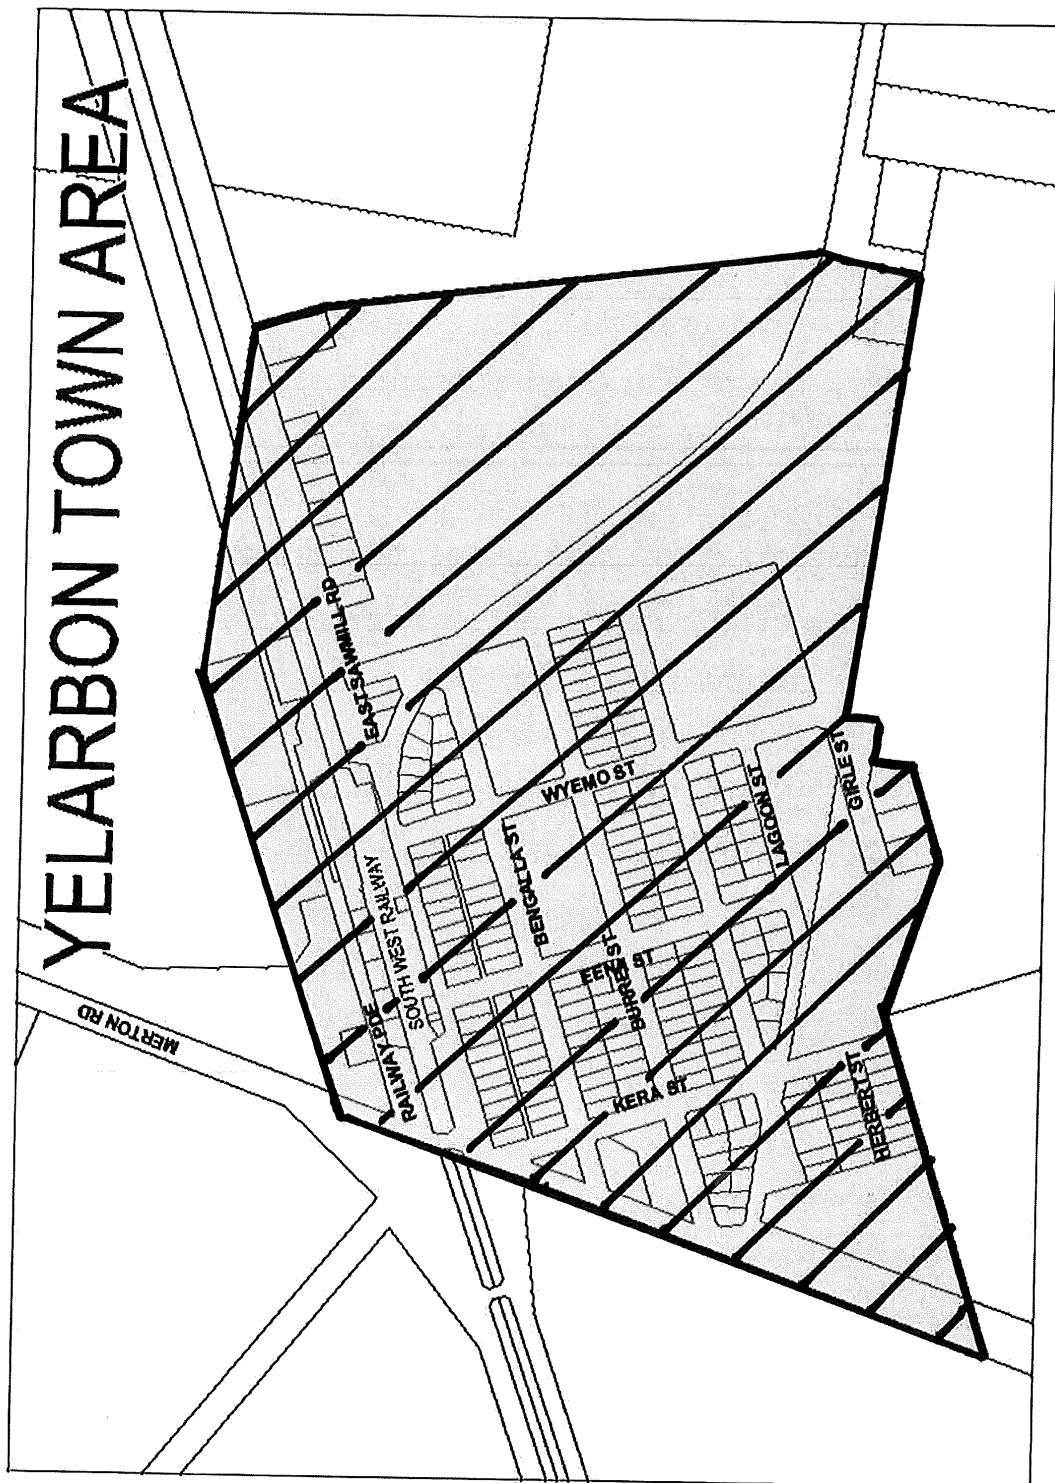 YELARBON TOWN AREA
MERTON RD
RAILWAY PDE
SOUTH WEST RAILWAY
EAST SAWMILL RD
BENGALLA ST
WYEMO ST
EENA ST
BURREL ST
KERA ST
LAGOON ST
GIRLE ST
HERBERT ST